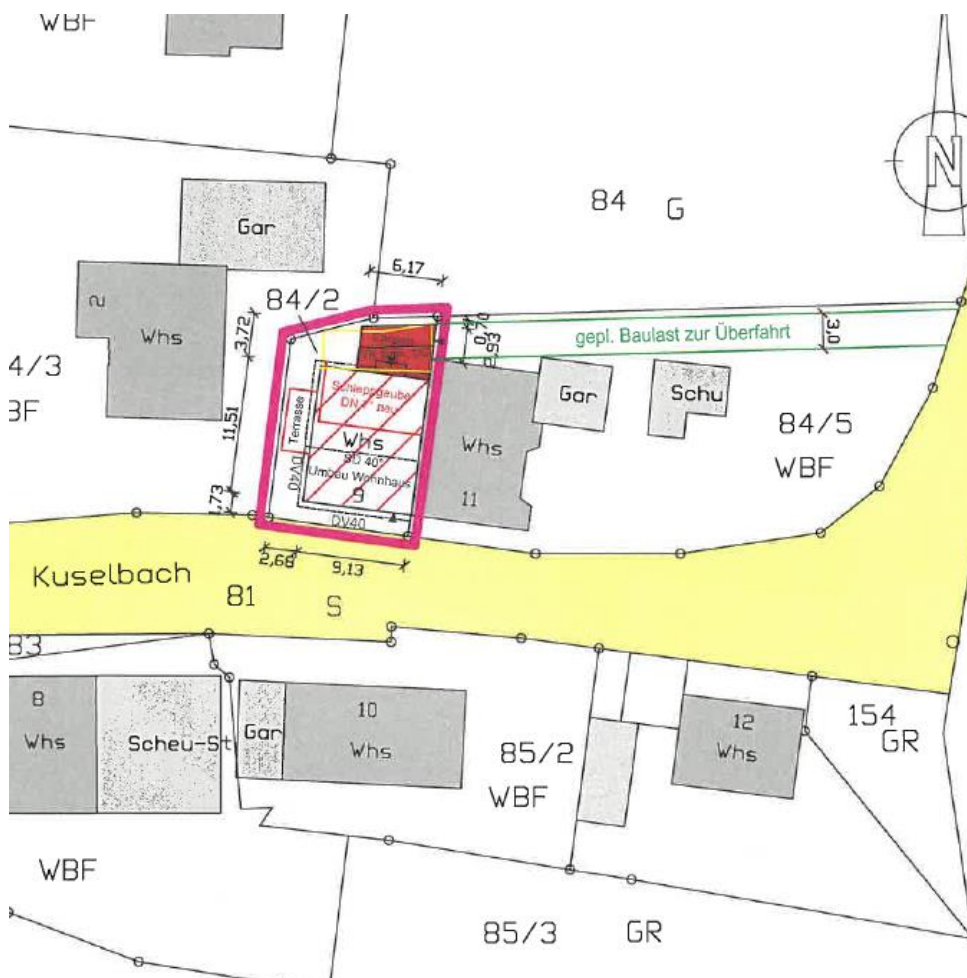 WBF
84 G
N
Gar
6,17
84/2
2
Whs
3,72
0,70
gepl. Baulast zur Überfahrt
3,0
4/3
BF
11,51
Terrasse
Schleppgaube
Whs
SD 40°
Umbau Wohnhaus
9
DV40
DV40
1,73
2,68
9,13
Whs
11
Gar
Schu
84/5
WBF
Kuselbach
81 S
83
8
Whs
Scheu-St
Gar
10
Whs
85/2
WBF
12
Whs
154
GR
WBF
85/3 GR